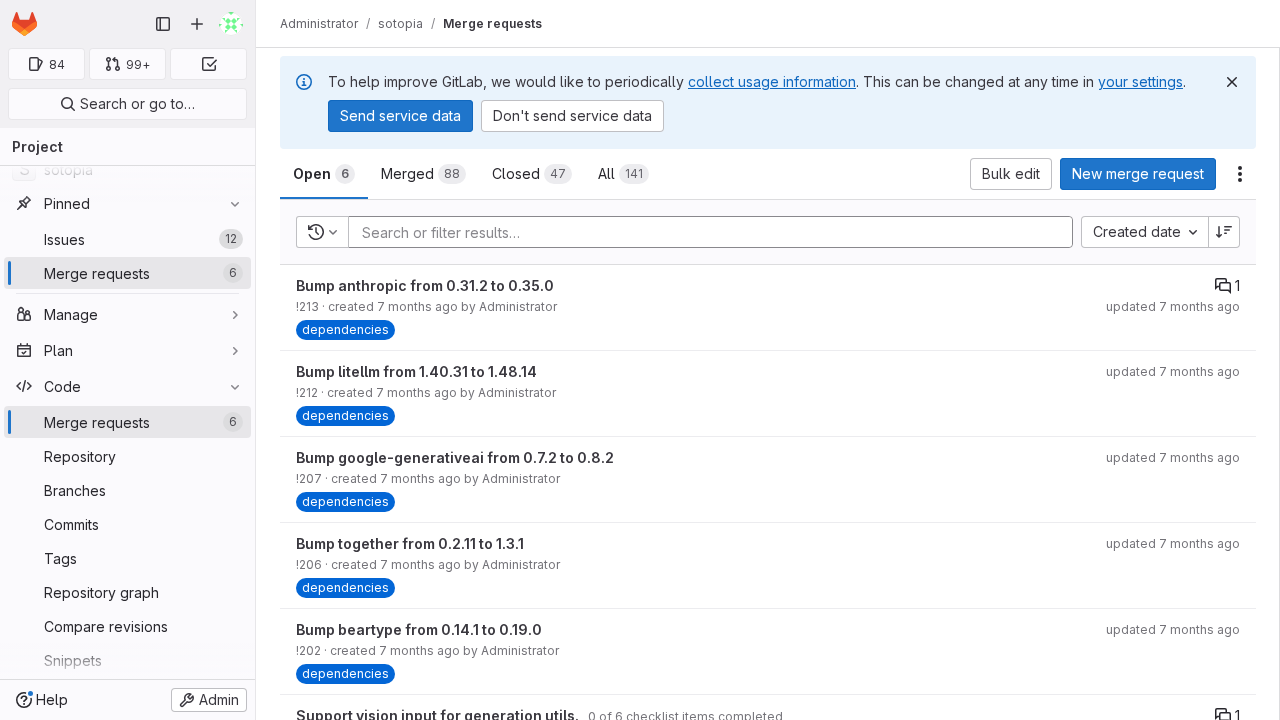 Administrator / sotopia / Merge requests
84
99+
Search or go to…
Project
S sotopia
Pinned
Issues 12
Merge requests 6
Manage
Plan
Code
Merge requests 6
Repository
Branches
Commits
Tags
Repository graph
Compare revisions
Snippets
Help
Admin
To help improve GitLab, we would like to periodically collect usage information. This can be changed at any time in your settings.
Send service data
Don't send service data
Open 6
Merged 88
Closed 47
All 141
Bulk edit
New merge request
Search or filter results…
Created date
Bump anthropic from 0.31.2 to 0.35.0
1
!213 · created 7 months ago by Administrator
updated 7 months ago
dependencies
Bump litellm from 1.40.31 to 1.48.14
updated 7 months ago
!212 · created 7 months ago by Administrator
dependencies
Bump google-generativeai from 0.7.2 to 0.8.2
updated 7 months ago
!207 · created 7 months ago by Administrator
dependencies
Bump together from 0.2.11 to 1.3.1
updated 7 months ago
!206 · created 7 months ago by Administrator
dependencies
Bump beartype from 0.14.1 to 0.19.0
updated 7 months ago
!202 · created 7 months ago by Administrator
dependencies
Support vision input for generation utils.
0 of 6 checklist items completed
1